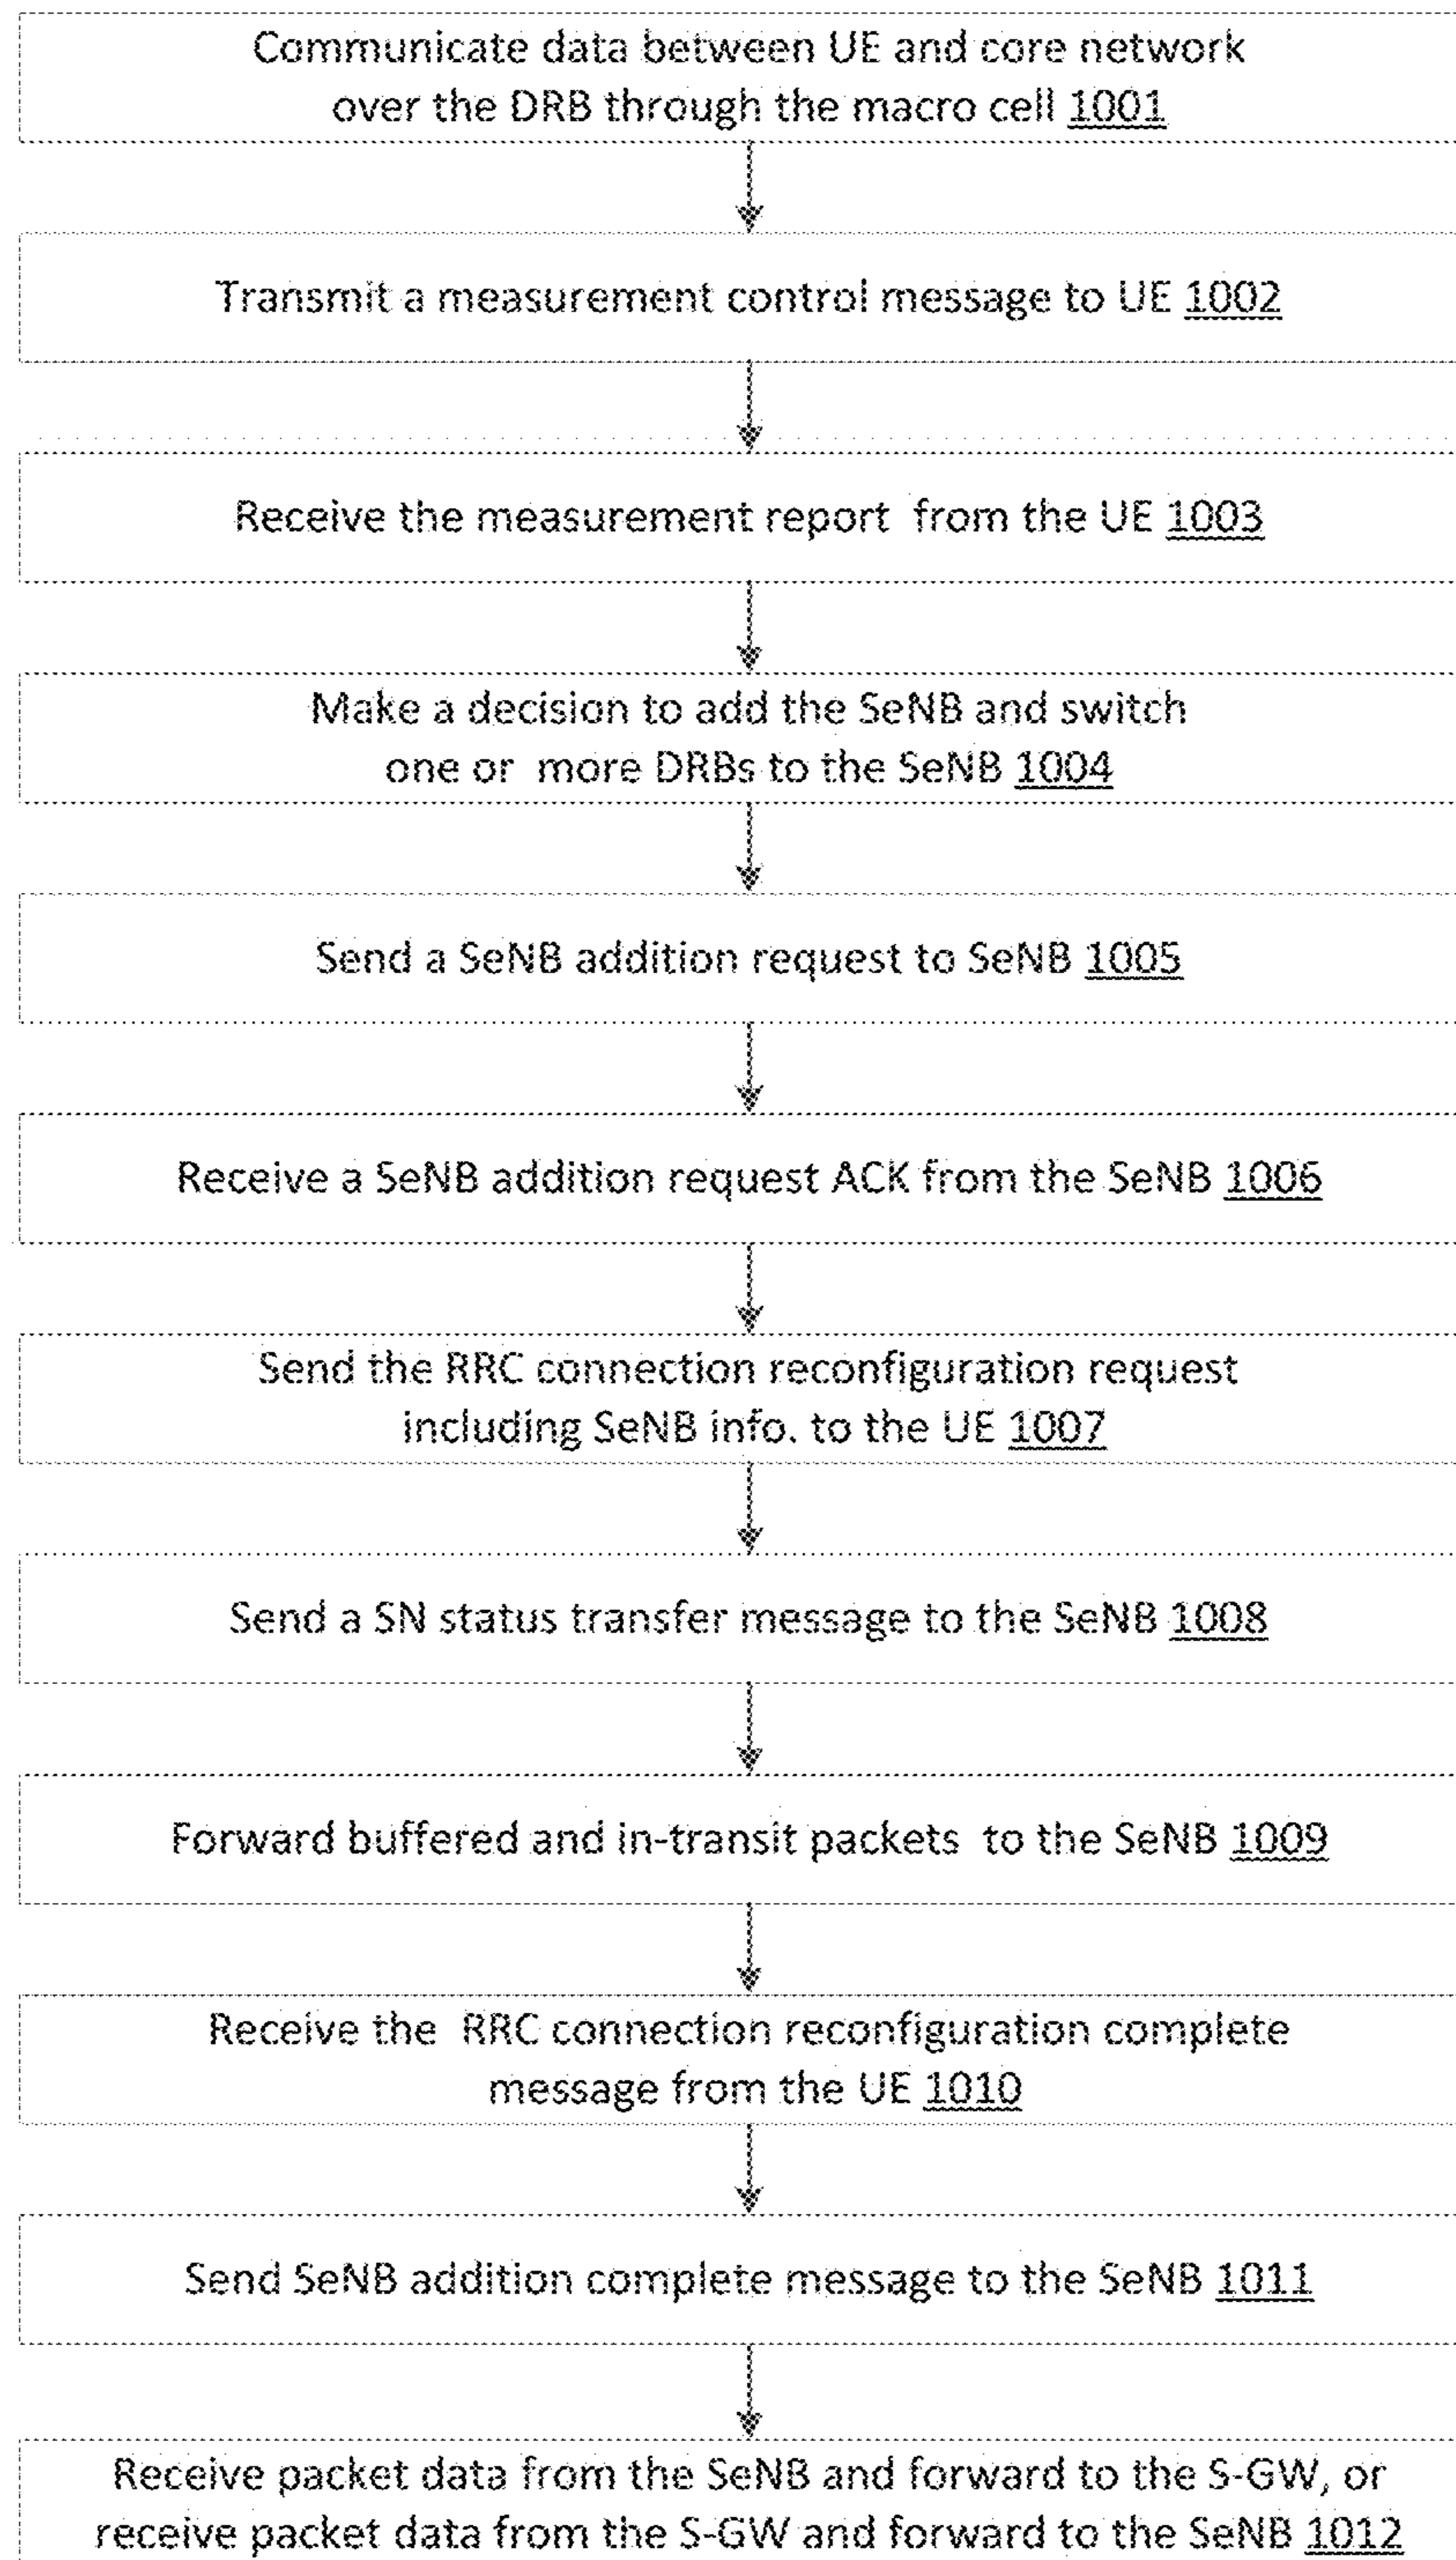 Communicate data between UE and core network
over the DRB through the macro cell 1001
Transmit a measurement control message to UE 1002
Receive the measurement report from the UE 1003
Make a decision to add the SeNB and switch
one or more DRBs to the SeNB 1004
Send a SeNB addition request to SeNB 1005
Receive a SeNB addition request ACK from the SeNB 1006
Send the RRC connection reconfiguration request
including SeNB info. to the UE 1007
Send a SN status transfer message to the SeNB 1008
Forward buffered and in-transit packets to the SeNB 1009
Receive the RRC connection reconfiguration complete
message from the UE 1010
Send SeNB addition complete message to the SeNB 1011
Receive packet data from the SeNB and forward to the S-GW, or
receive packet data from the S-GW and forward to the SeNB 1012